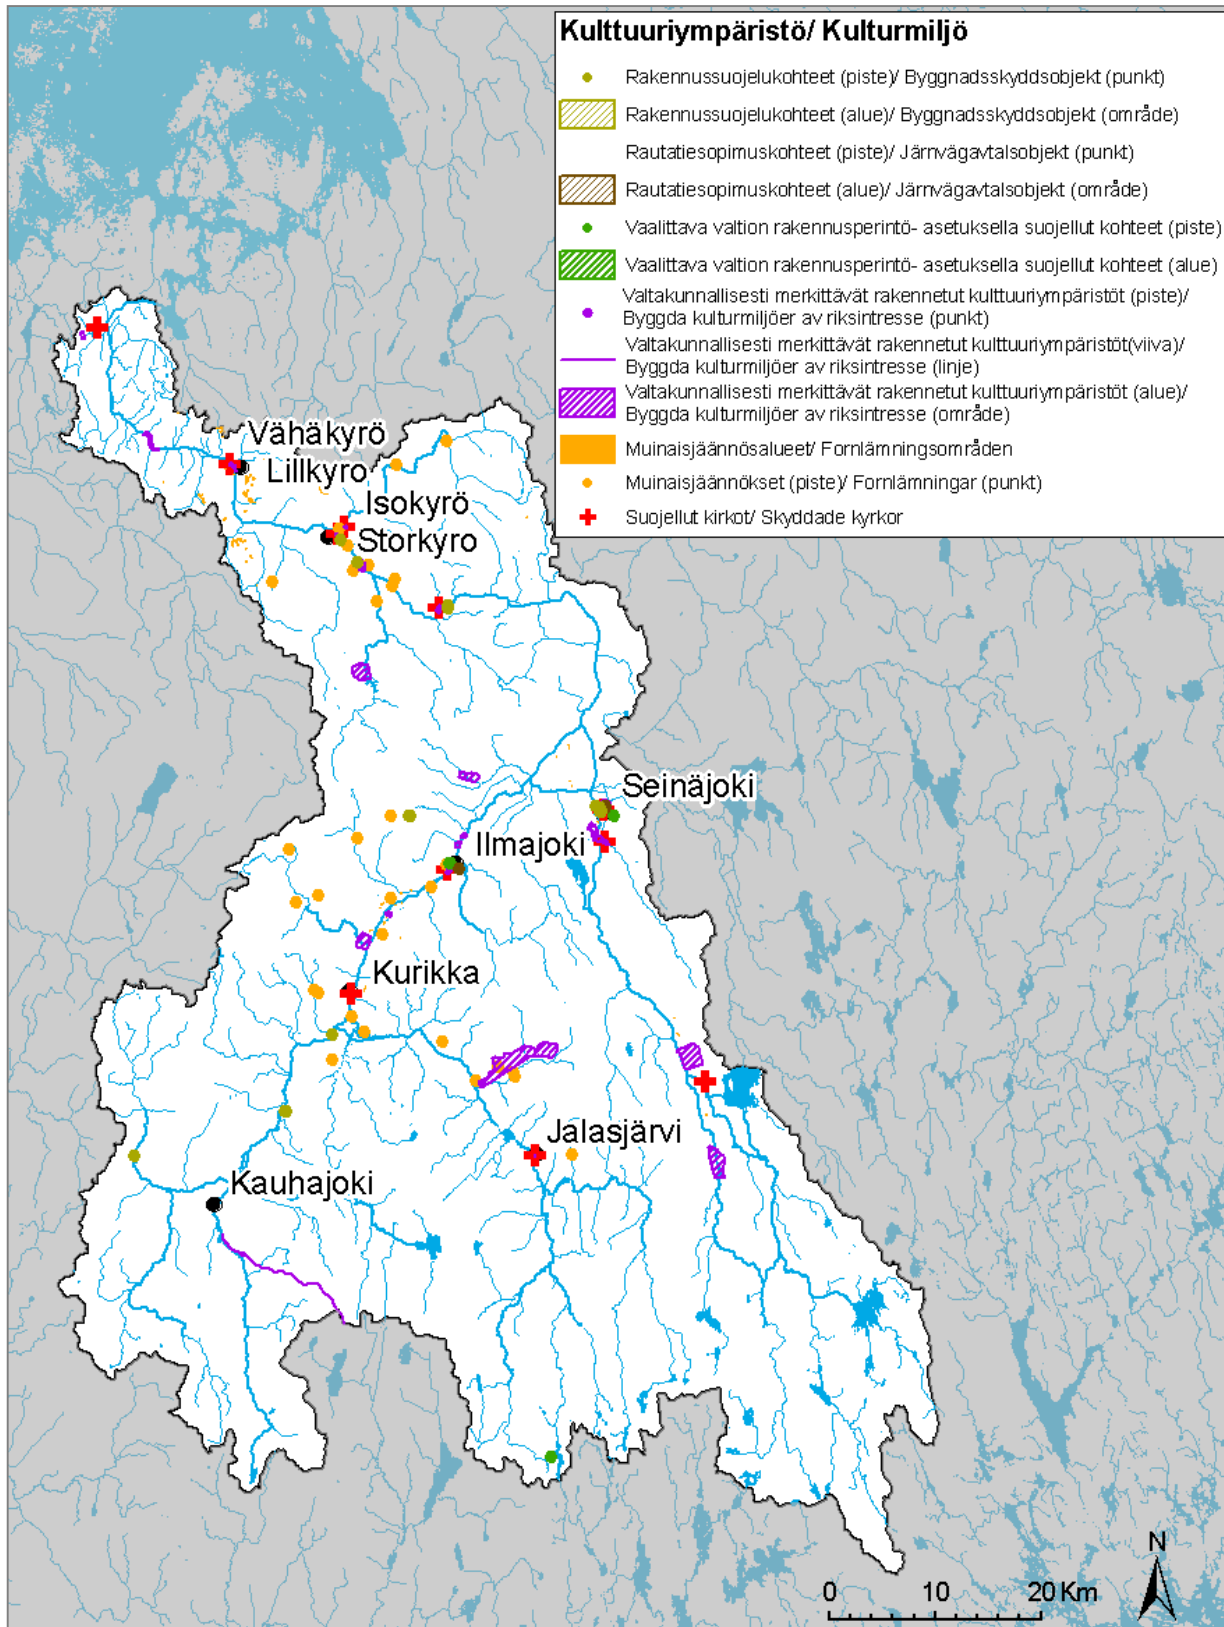 Kulttuuriympäristö/ Kulturmiljö
Rakennussuojelukohteet (piste)/ Byggnadsskyddsobjekt (punkt)
Rakennussuojelukohteet (alue)/ Byggnadsskyddsobjekt (område)
Rautatiesopimuskohteet (piste)/ Järnvägavtalsobjekt (punkt)
Rautatiesopimuskohteet (alue)/ Järnvägavtalsobjekt (område)
Vaalittava valtion rakennusperintö- asetuksella suojellut kohteet (piste)
Vaalittava valtion rakennusperintö- asetuksella suojellut kohteet (alue)
Valtakunnallisesti merkittävät rakennetut kulttuuriympäristöt (piste)/
Byggda kulturmiljöer av riksintresse (punkt)
Valtakunnallisesti merkittävät rakennetut kulttuuriympäristöt(viiva)/
Byggda kulturmiljöer av riksintresse (linje)
Valtakunnallisesti merkittävät rakennetut kulttuuriympäristöt (alue)/
Byggda kulturmiljöer av riksintresse (område)
Muinaisjäännösalueet/ Fornlämningsområden
Muinaisjäännökset (piste)/ Fornlämningar (punkt)
Suojellut kirkot/ Skyddade kyrkor
Vähäkyrö
Lillkyro
Isokyrö
Storkyro
Seinäjoki
Ilmajoki
Kurikka
Jalasjärvi
Kauhajoki
N
0 10 20 Km